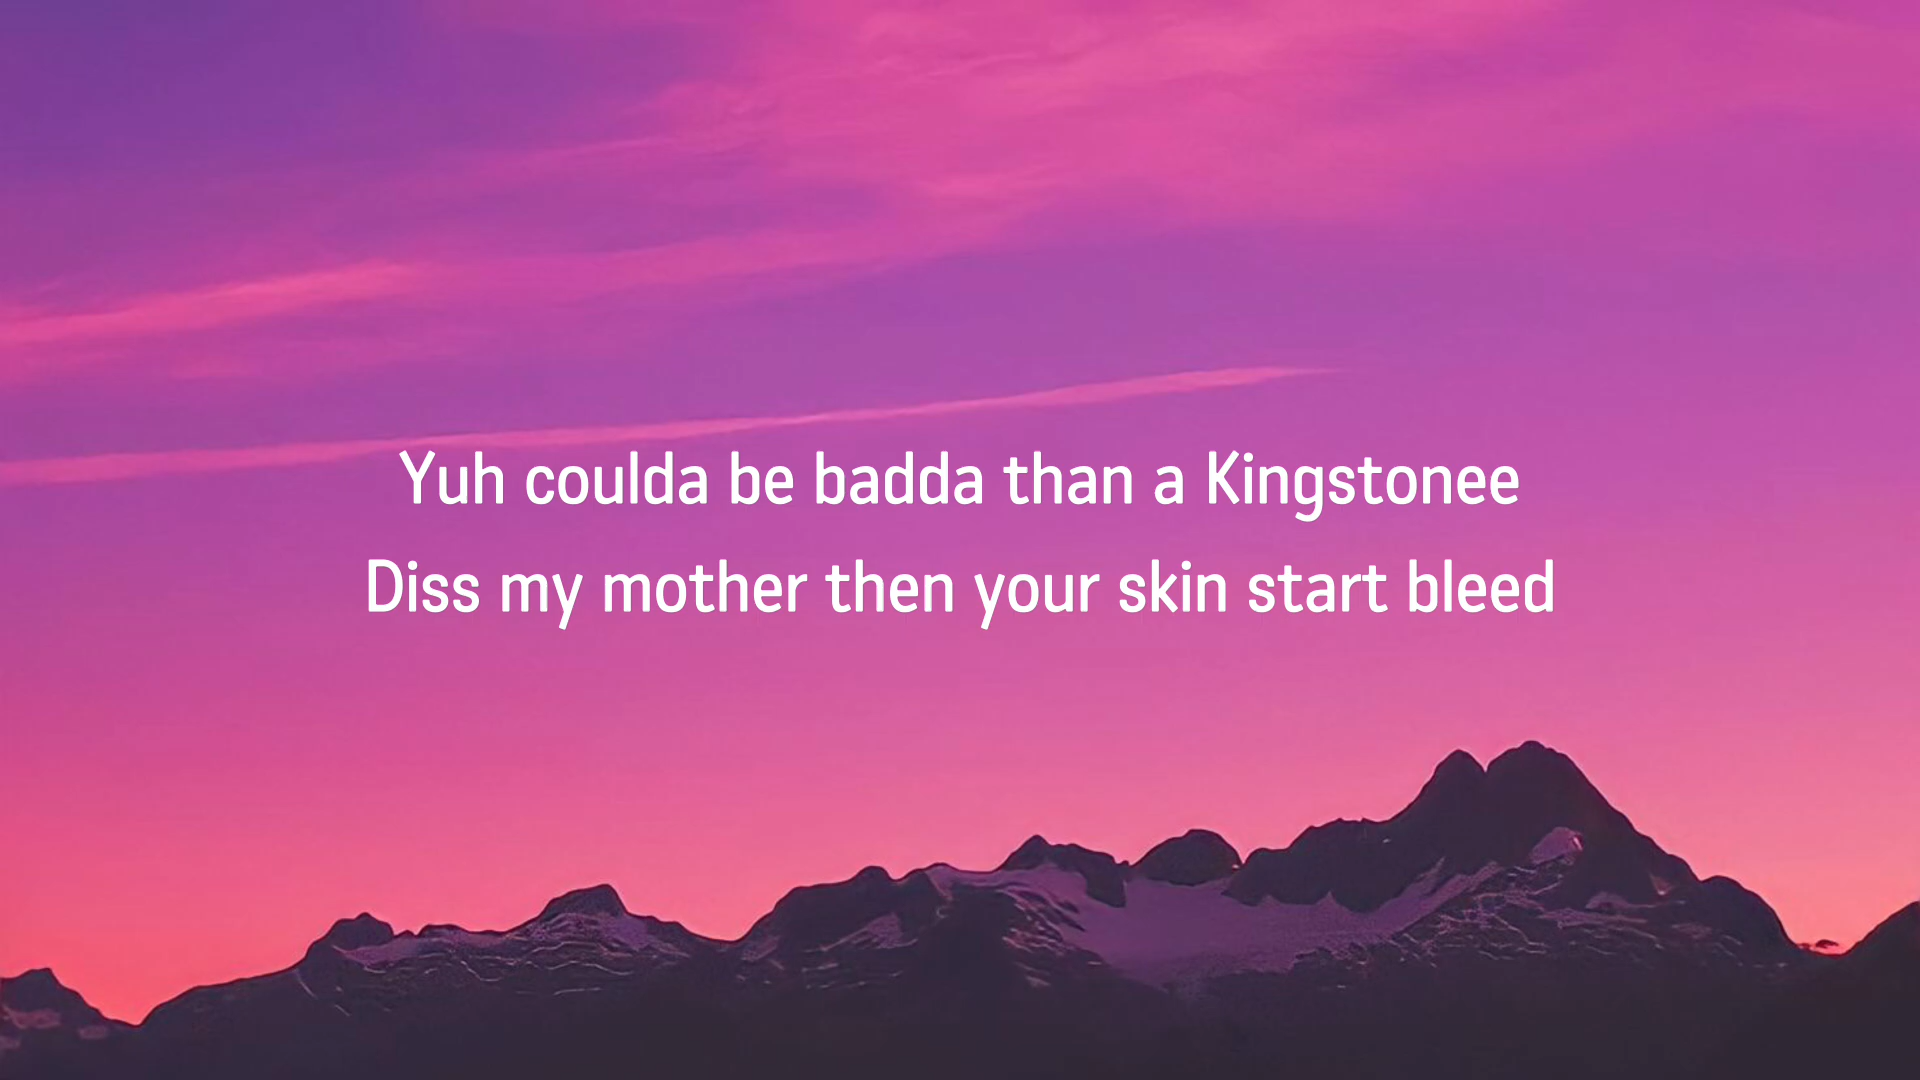 Yuh coulda be badda than a Kingstonee
Diss my mother then your skin start bleed